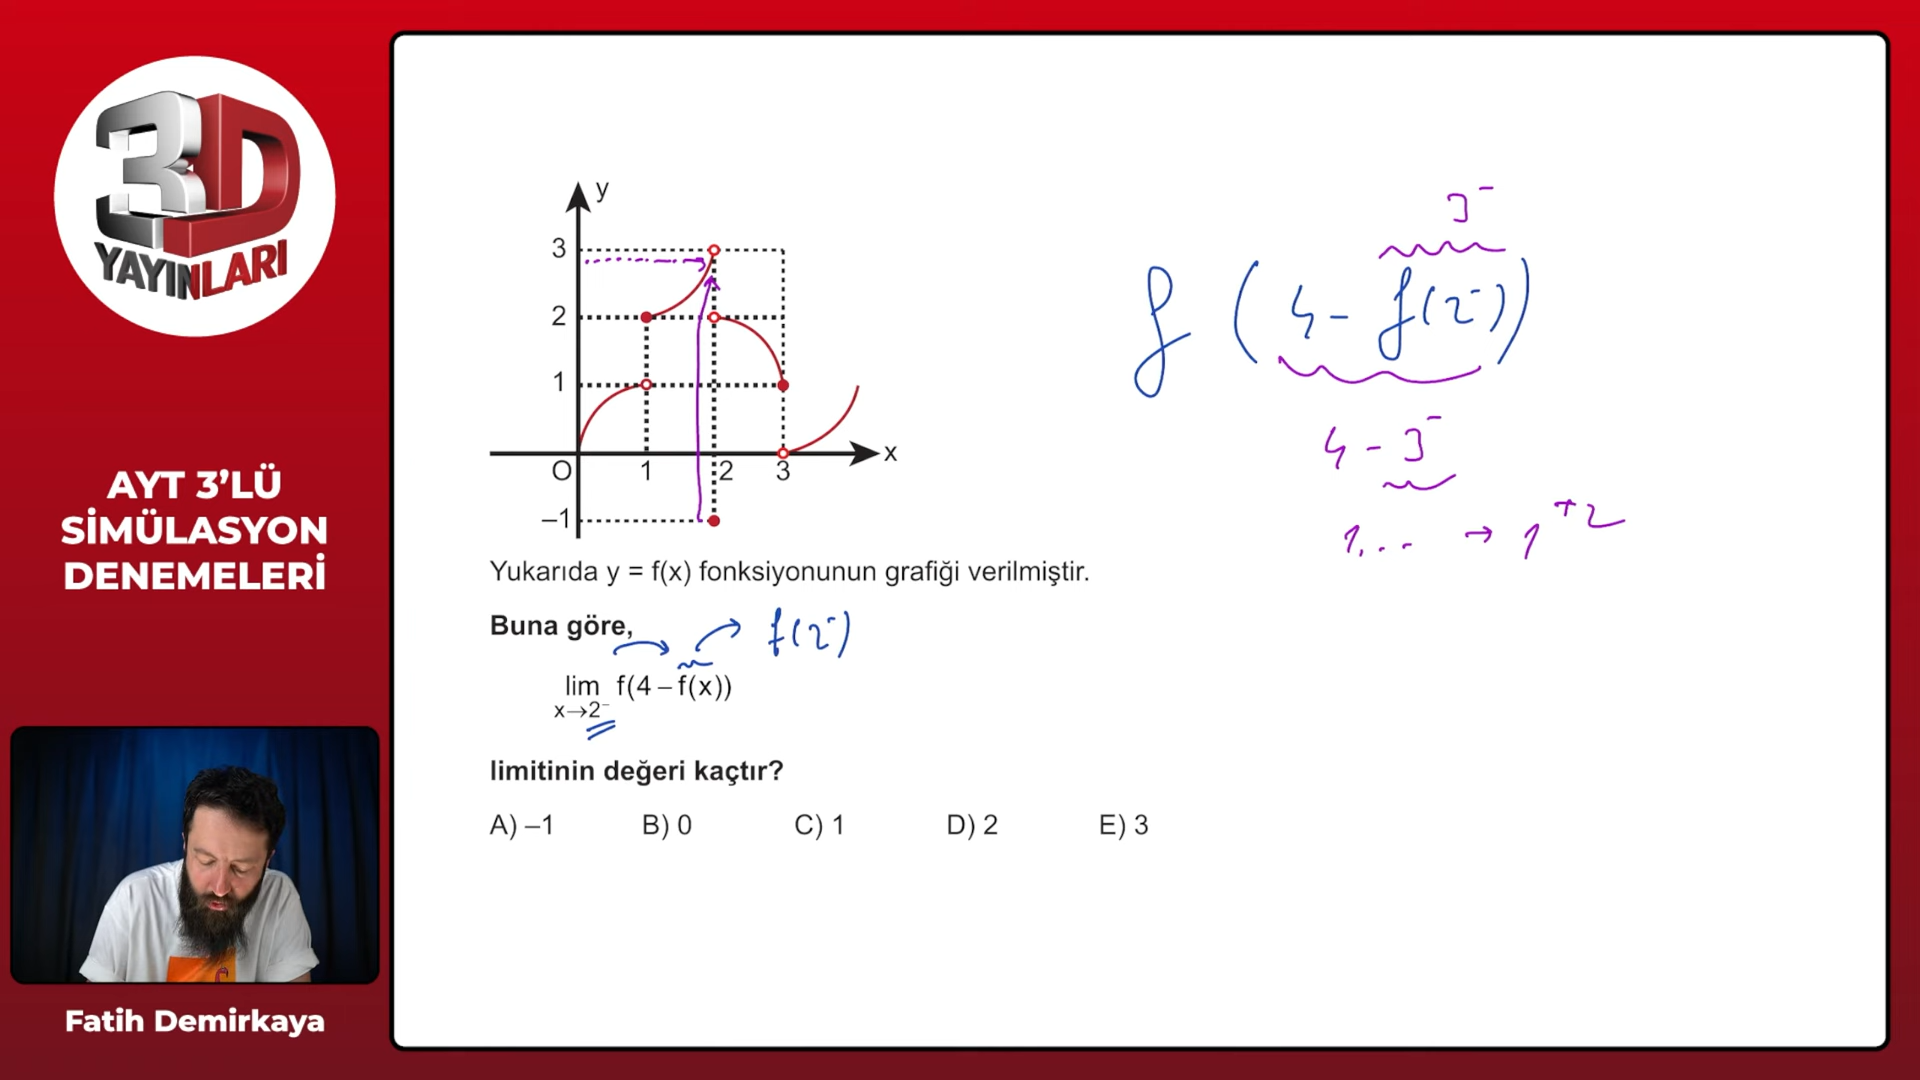 3D
YAYINLARI
AYT 3'LÜ
SİMÜLASYON
DENEMELERİ
Fatih Demirkaya
y
3
2
1
O
1
2
3
x
–1
Yukarıda y = f(x) fonksiyonunun grafiği verilmiştir.
Buna göre,
f(2⁻)
lim f(4 – f(x))
x→2⁻
limitinin değeri kaçtır?
A) –1 B) 0 C) 1 D) 2 E) 3
3⁻
f(4 - f(2⁻))
4 - 3⁻
1,... → 1⁺